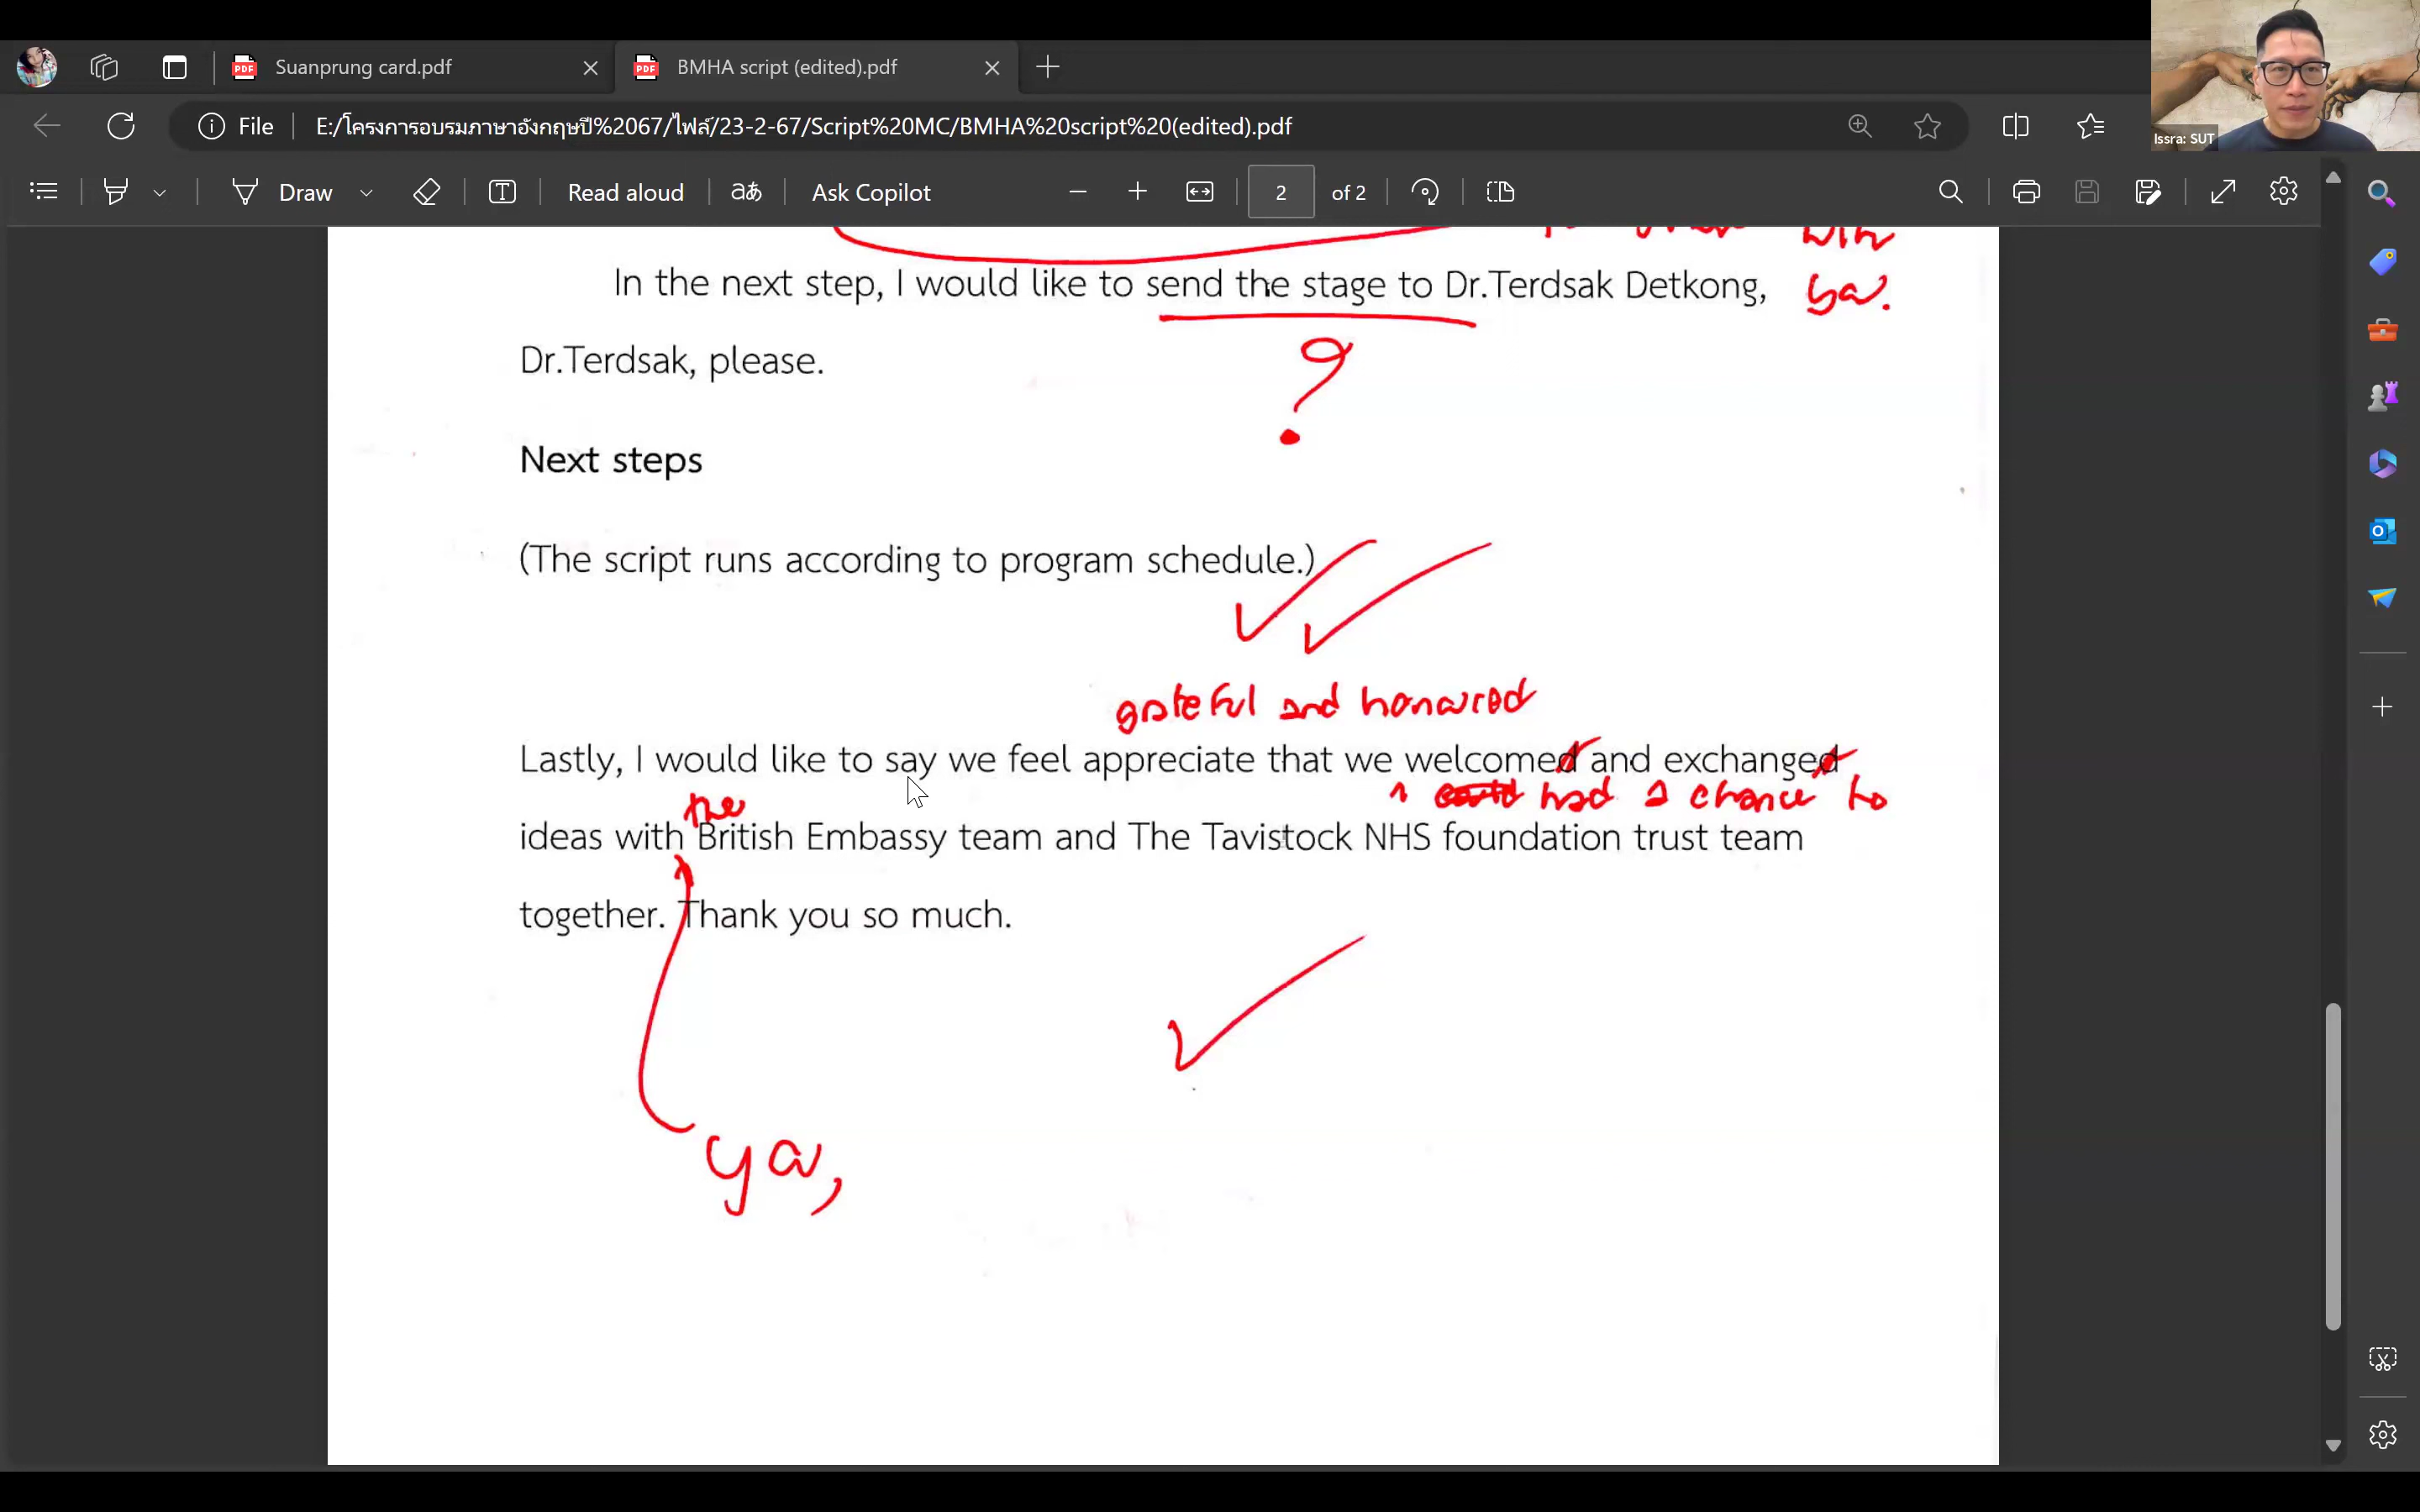 Suanprung card.pdf
BMHA script (edited).pdf
File
E:/โครงการอบรมภาษาอังกฤษปี%2067/ไฟล์/23-2-67/Script%20MC/BMHA%20script%20(edited).pdf
Issra: SUT
Draw
Read aloud
aあ
Ask Copilot
2 of 2
with
In the next step, I would like to send the stage to Dr.Terdsak Detkong,
Dr.Terdsak, please.
?
Next steps
(The script runs according to program schedule.)
grateful and honoured
Lastly, I would like to say we feel appreciate that we welcomed and exchanged
had a chance to
the
ideas with British Embassy team and The Tavistock NHS foundation trust team
together. Thank you so much.